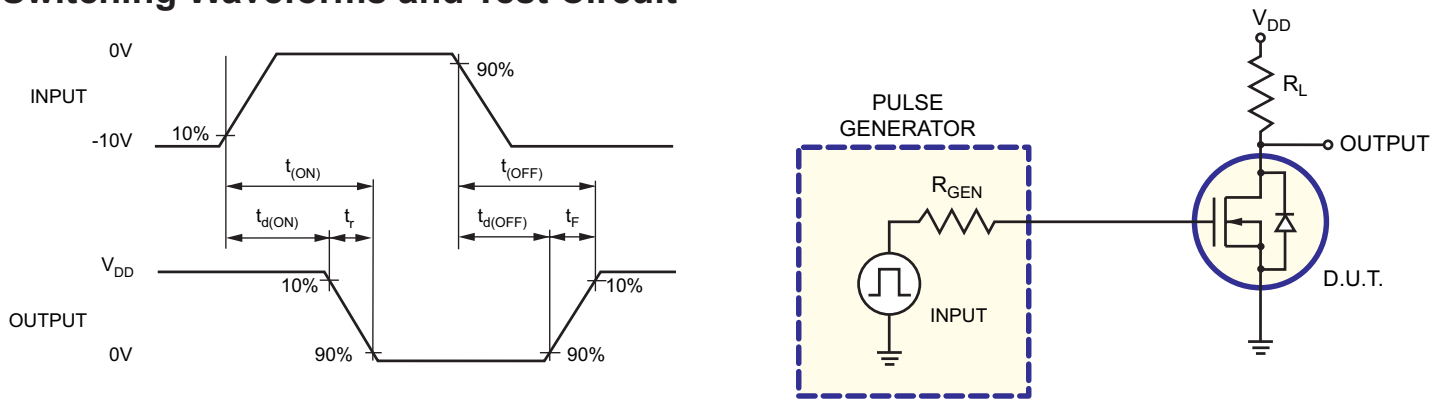 Switching Waveforms and Test Circuit
0V
INPUT
-10V
10%
90%
t(ON)
t(OFF)
td(ON)
tr
td(OFF)
tF
VDD
OUTPUT
0V
10%
90%
10%
90%
VDD
RL
OUTPUT
PULSE
GENERATOR
RGEN
INPUT
D.U.T.